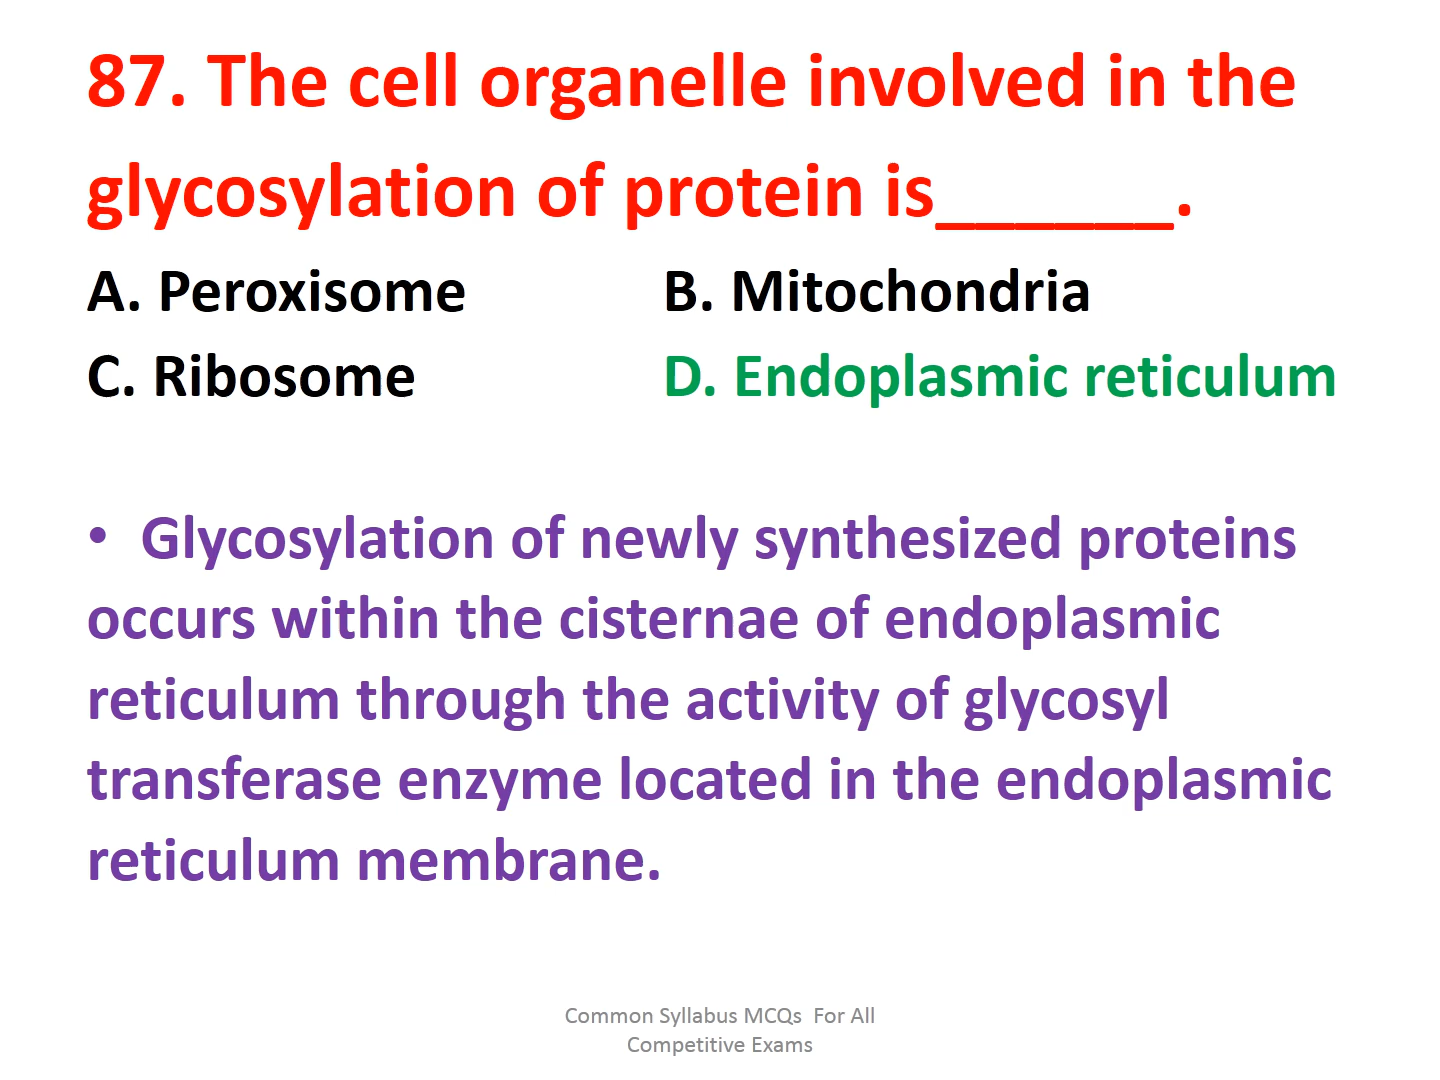 87. The cell organelle involved in the
glycosylation of protein is______.
A. Peroxisome B. Mitochondria
C. Ribosome D. Endoplasmic reticulum
• Glycosylation of newly synthesized proteins
occurs within the cisternae of endoplasmic
reticulum through the activity of glycosyl
transferase enzyme located in the endoplasmic
reticulum membrane.
Common Syllabus MCQs For All
Competitive Exams